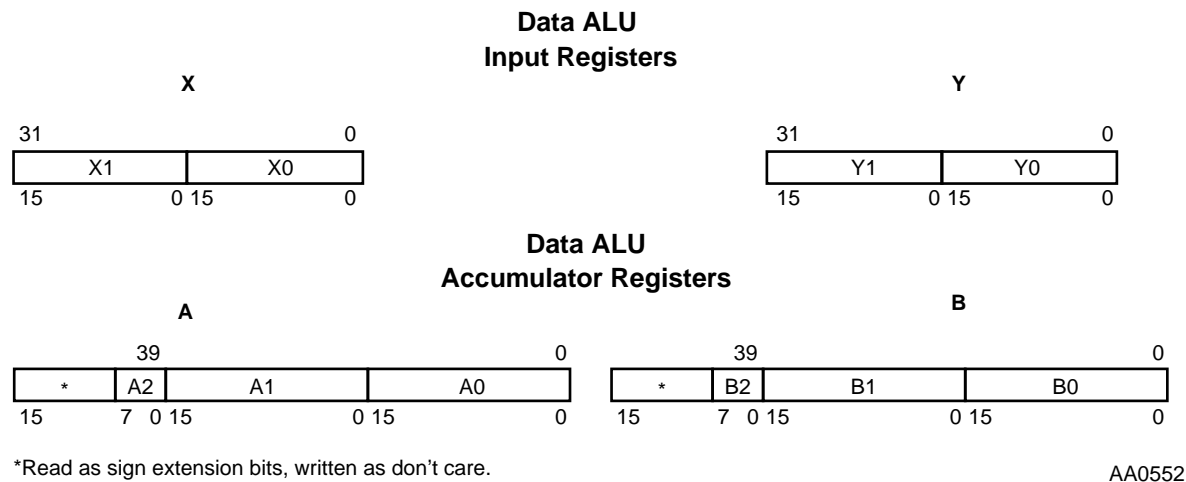 Data ALU
Input Registers
X Y
31 0 31 0
X1 X0 Y1 Y0
15 0 15 0 15 0 15 0
Data ALU
Accumulator Registers
A B
39 0 39 0
* A2 A1 A0 * B2 B1 B0
15 7 0 15 0 15 0 15 7 0 15 0 15 0
*Read as sign extension bits, written as don’t care.
AA0552